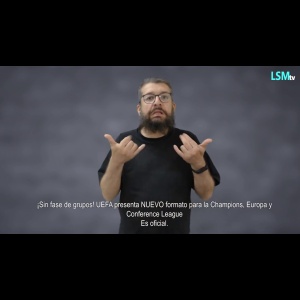 LSMtv
¡Sin fase de grupos! UEFA presenta NUEVO formato para la Champions, Europa y
Conference League
Es oficial.